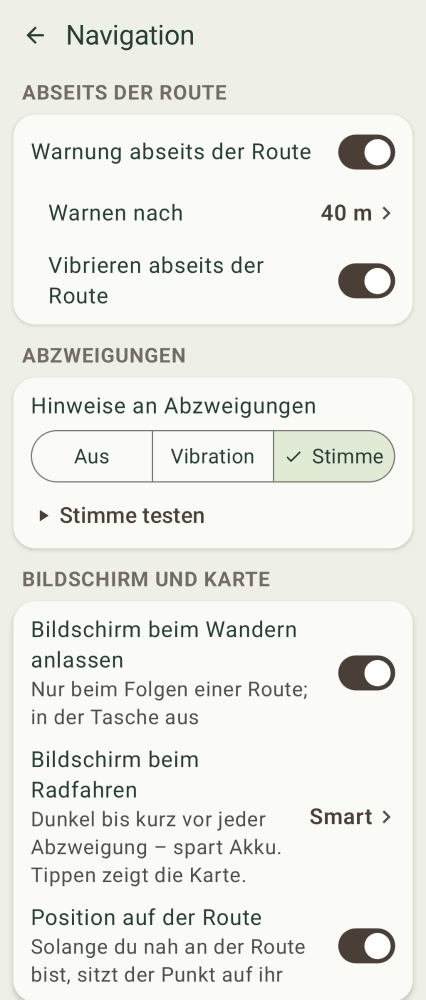 Navigation
ABSEITS DER ROUTE
Warnung abseits der Route
Warnen nach
40 m
Vibrieren abseits der
Route
ABZWEIGUNGEN
Hinweise an Abzweigungen
Aus
Vibration
Stimme
Stimme testen
BILDSCHIRM UND KARTE
Bildschirm beim Wandern
anlassen
Nur beim Folgen einer Route;
in der Tasche aus
Bildschirm beim
Radfahren
Dunkel bis kurz vor jeder
Abzweigung – spart Akku.
Tippen zeigt die Karte.
Smart
Position auf der Route
Solange du nah an der Route
bist, sitzt der Punkt auf ihr